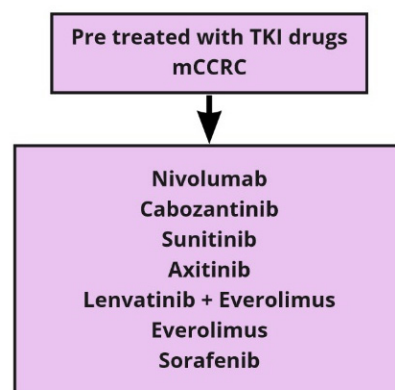 Pre treated with TKI drugs
mCCRC
Nivolumab
Cabozantinib
Sunitinib
Axitinib
Lenvatinib + Everolimus
Everolimus
Sorafenib